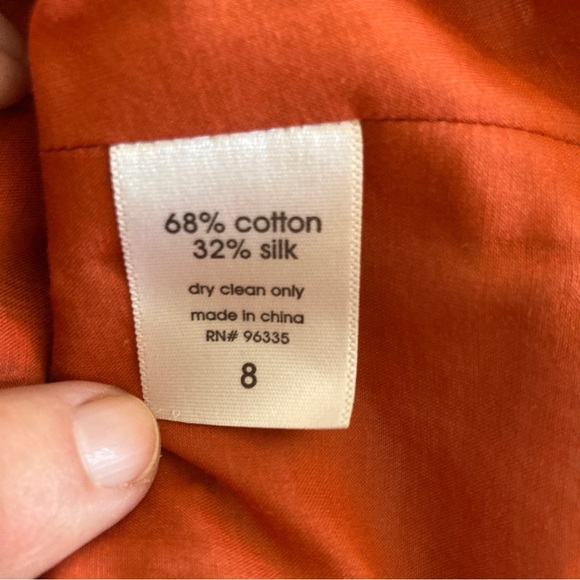 68% cotton
32% silk
dry clean only
made in china
RN# 96335
8